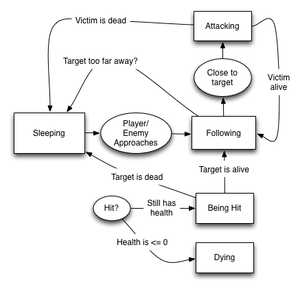 Victim is dead
Attacking
Target too far away?
Close to
target
Victim
alive
Sleeping
Player/
Enemy
Approaches
Following
Target is dead
Target is alive
Hit?
Still has
health
Being Hit
Health is <= 0
Dying